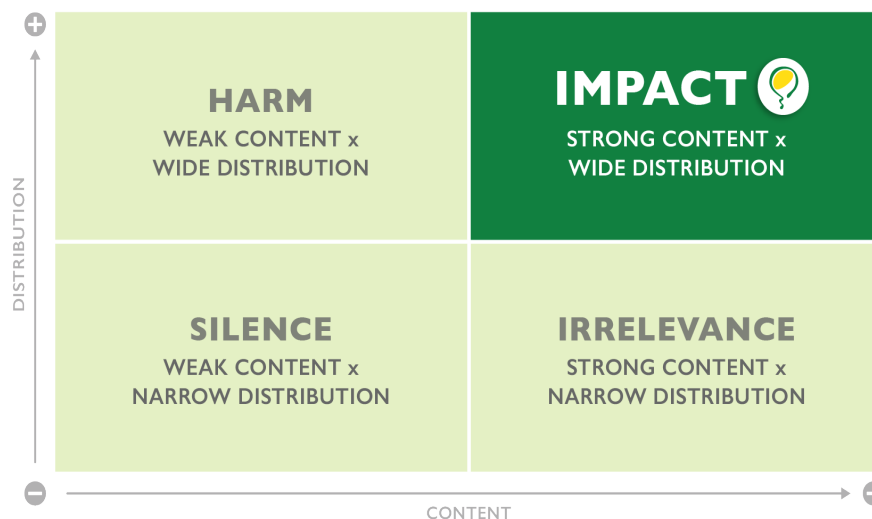 HARM
WEAK CONTENT x
WIDE DISTRIBUTION
IMPACT
STRONG CONTENT x
WIDE DISTRIBUTION
SILENCE
WEAK CONTENT x
NARROW DISTRIBUTION
IRRELEVANCE
STRONG CONTENT x
NARROW DISTRIBUTION
DISTRIBUTION
CONTENT